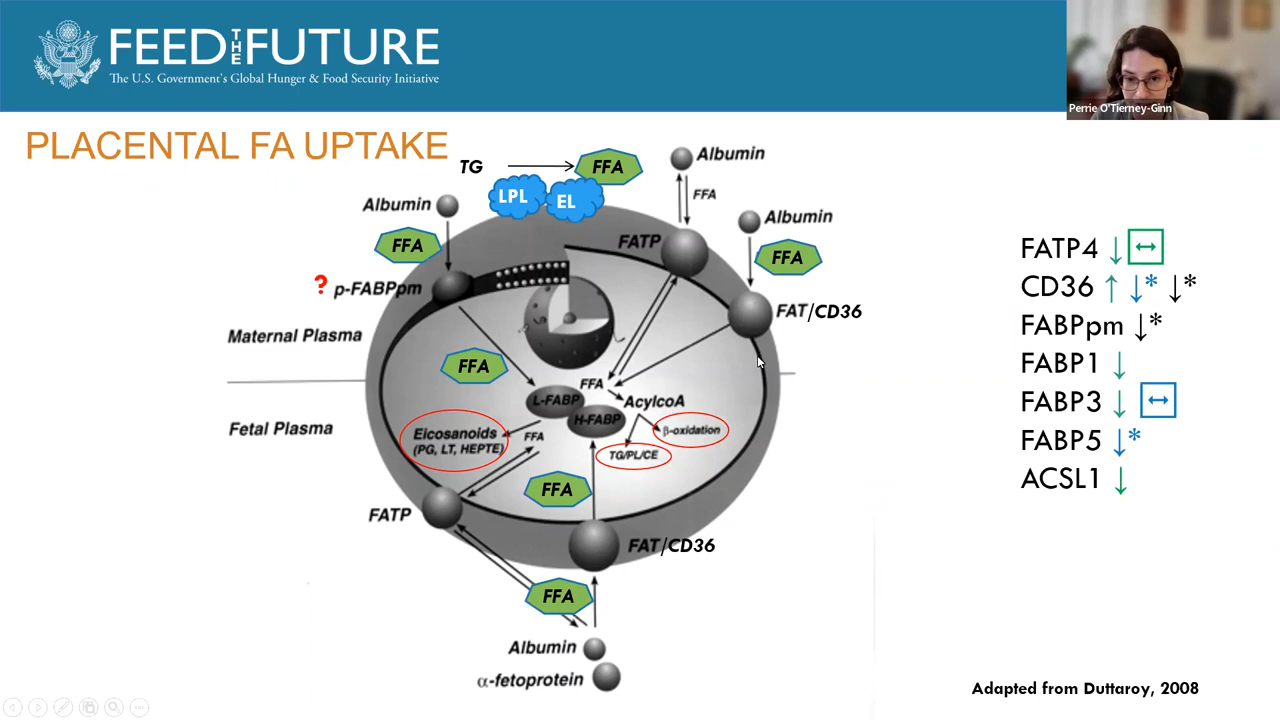 FEED THE FUTURE
The U.S. Government's Global Hunger & Food Security Initiative
Perrie O'Tierney-Ginn
PLACENTAL FA UPTAKE
TG
FFA
LPL
EL
Albumin
FFA
Albumin
FFA
Albumin
FFA
FATP
? p-FABPpm
FAT/CD36
Maternal Plasma
FFA
FFA
AcylcoA
L-FABP
H-FABP
Fetal Plasma
Eicosanoids
(PG, LT, HEPTE)
FFA
β-oxidation
TG/PL/CE
FFA
FATP
FAT/CD36
FFA
Albumin
α-fetoprotein
FATP4 ↓ ↔
CD36 ↑ ↓* ↓*
FABPpm ↓*
FABP1 ↓
FABP3 ↓ ↔
FABP5 ↓*
ACSL1 ↓
Adapted from Duttaroy, 2008